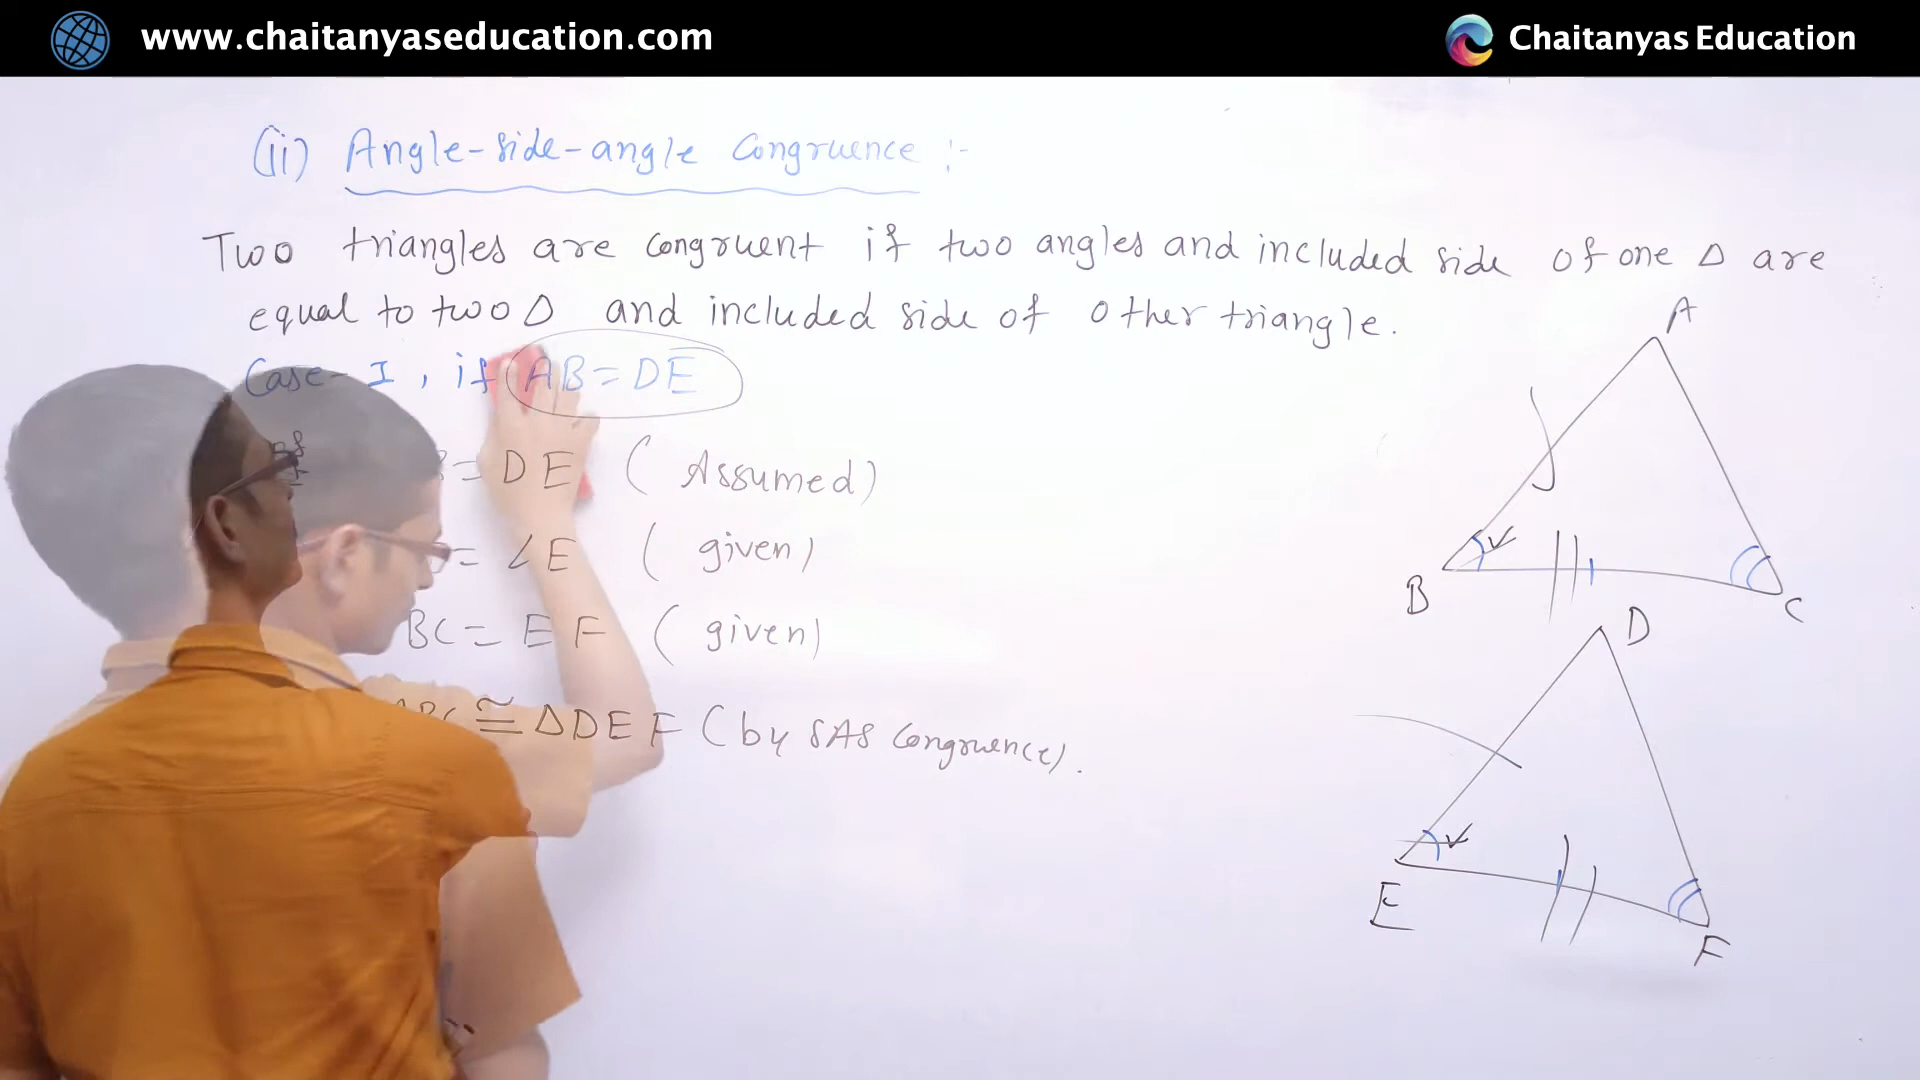 www.chaitanyaseducation.com
Chaitanyas Education
(ii) Angle-side-angle Congruence :-
Two triangles are congruent if two angles and included side of one Δ are
equal to two Δ and included side of other triangle.
Case-I, if AB=DE
= DE (Assumed)
= ∠E (given)
BC = EF (given)
ABC ≅ ΔDEF (by SAS Congruence).
A
B
C
D
E
F